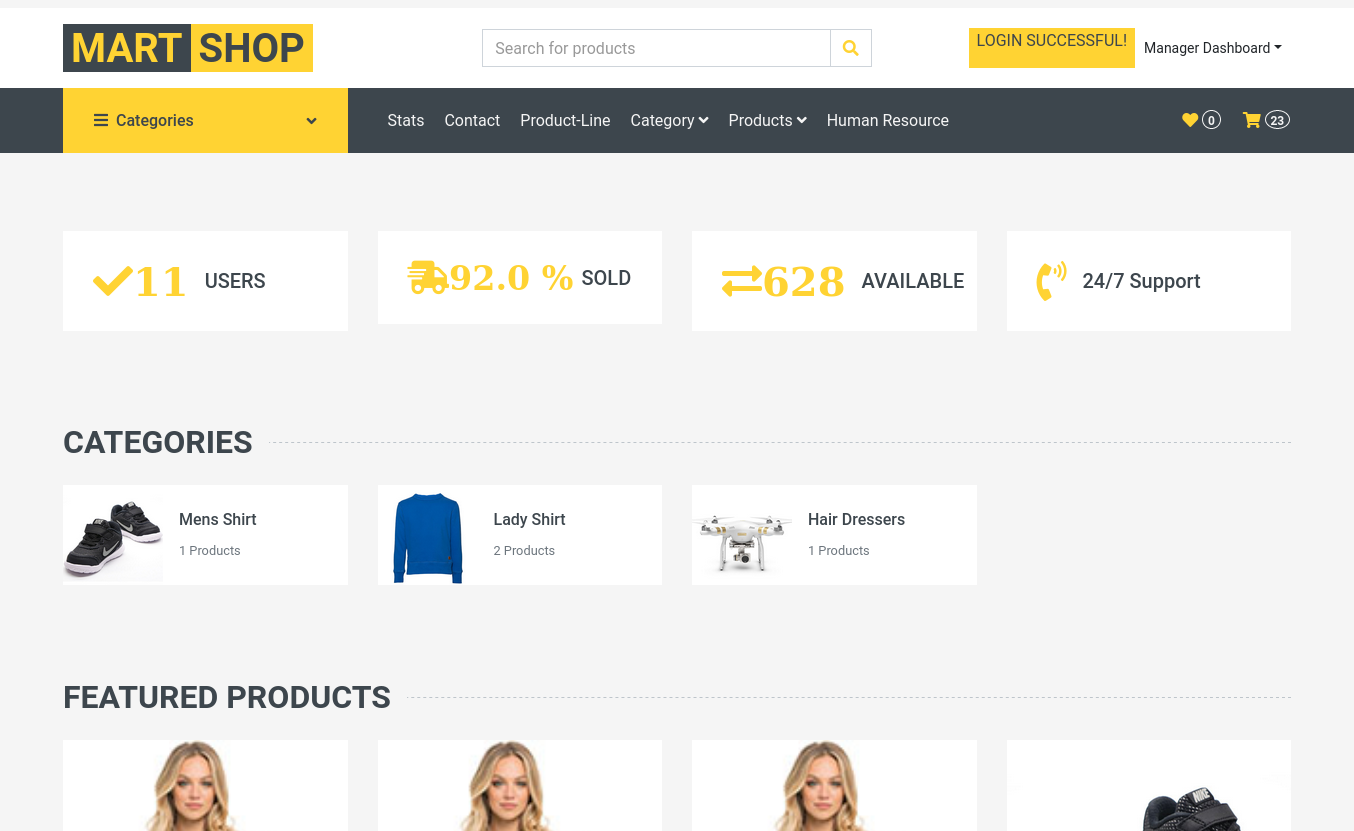 MART SHOP
Search for products
LOGIN SUCCESSFUL!
Manager Dashboard
Categories
Stats
Contact
Product-Line
Category
Products
Human Resource
0
23
11 USERS
92.0 % SOLD
628 AVAILABLE
24/7 Support
CATEGORIES
Mens Shirt
1 Products
Lady Shirt
2 Products
Hair Dressers
1 Products
FEATURED PRODUCTS
NIKE